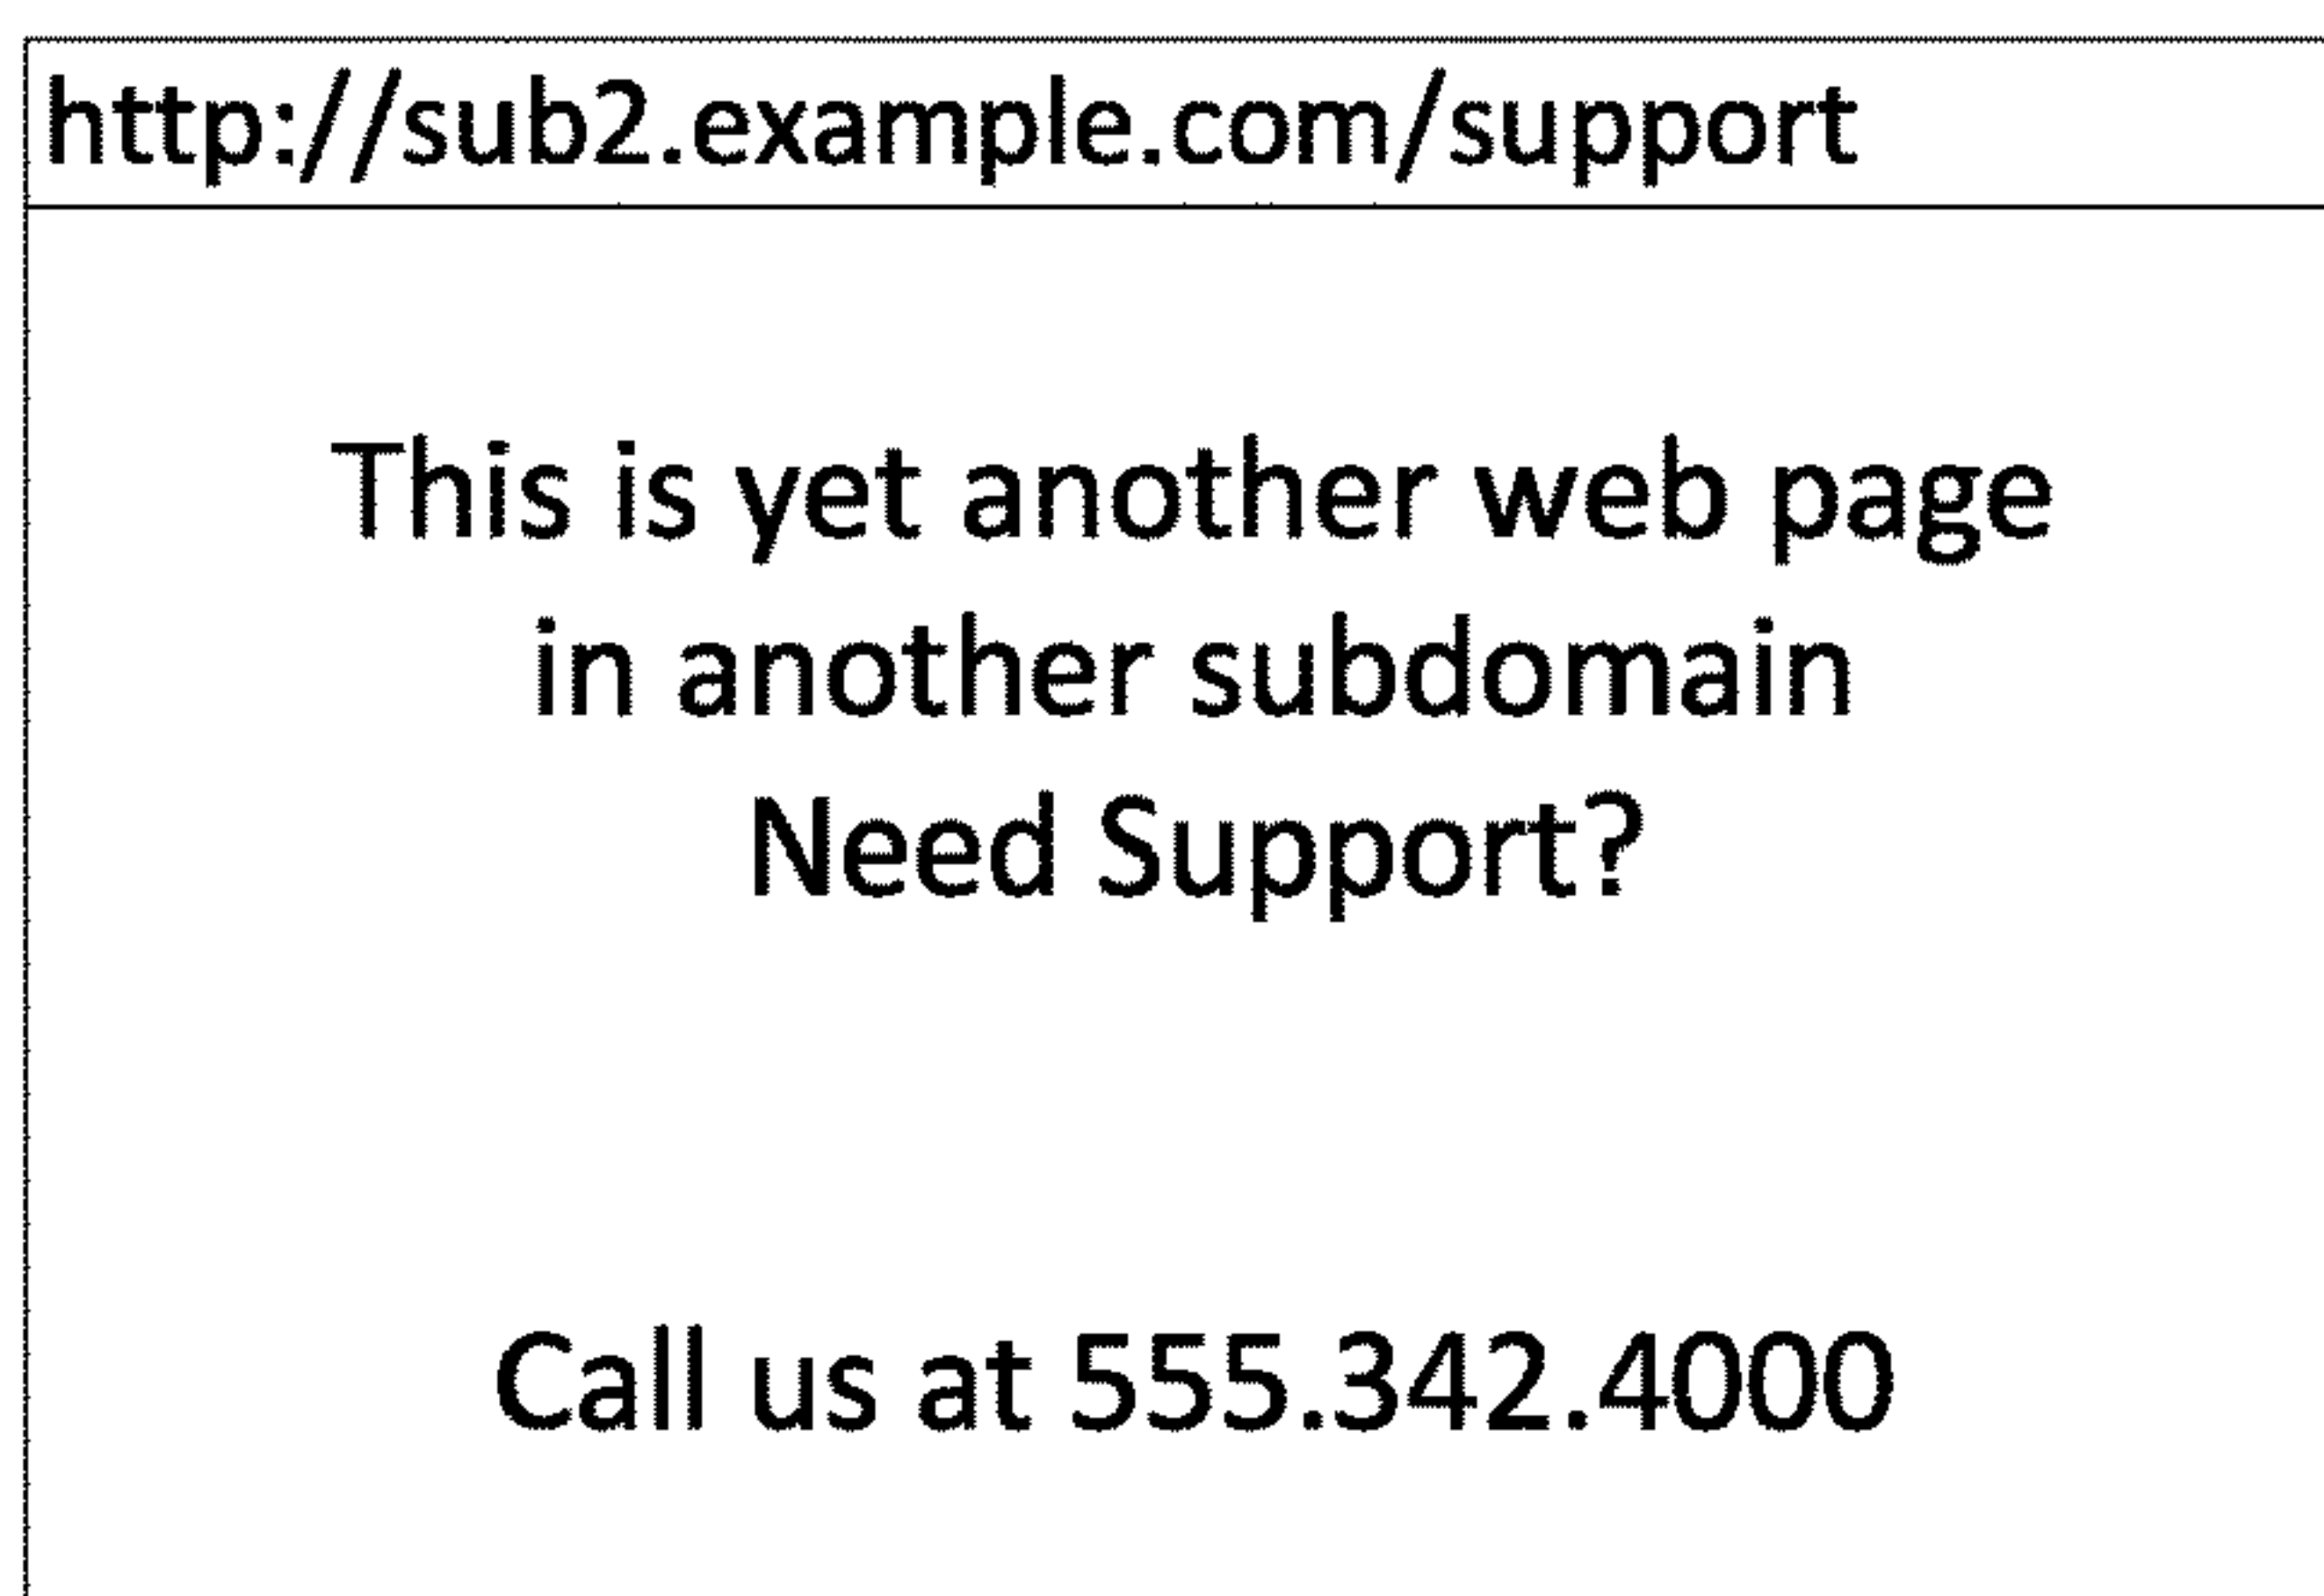 http://sub2.example.com/support
This is yet another web page
in another subdomain
Need Support?
Call us at 555.342.4000